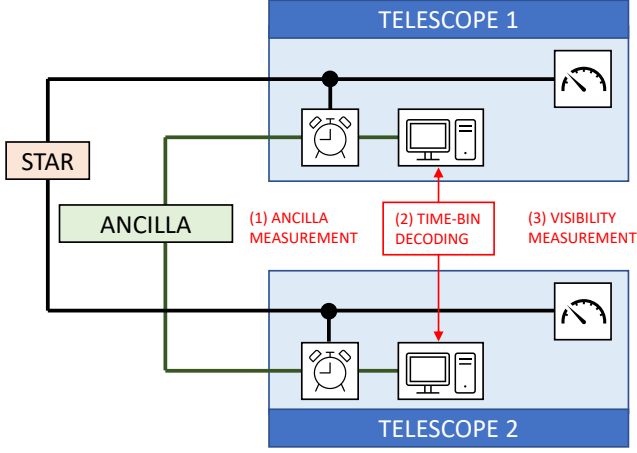 TELESCOPE 1
STAR
ANCILLA
(1) ANCILLA
MEASUREMENT
(2) TIME-BIN
DECODING
(3) VISIBILITY
MEASUREMENT
TELESCOPE 2